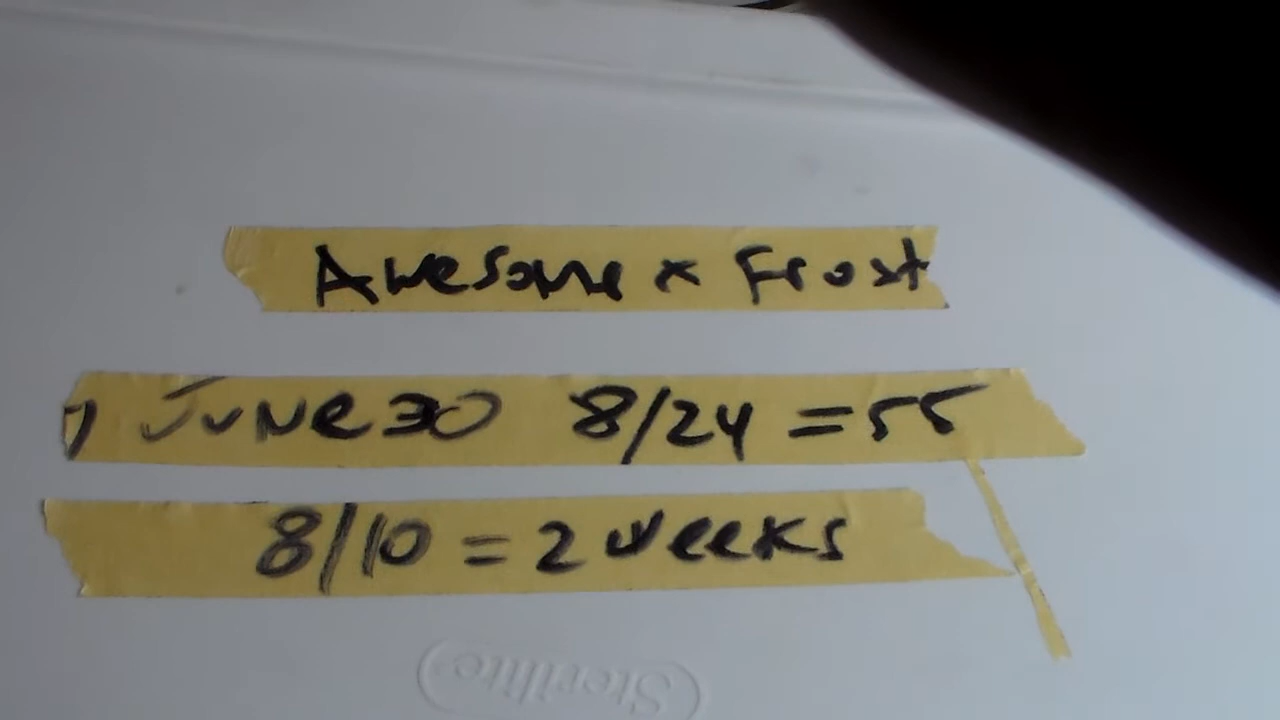 Awesome x Frost
, June 30 8/24 = 55
8/10 = 2 weeks
Sterilite